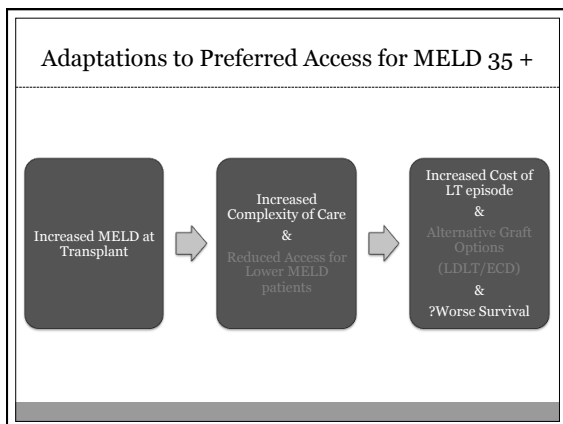 Adaptations to Preferred Access for MELD 35 +
Increased MELD at
Transplant
Increased
Complexity of Care
&
Reduced Access for
Lower MELD
patients
Increased Cost of
LT episode
&
Alternative Graft
Options
(LDLT/ECD)
&
?Worse Survival